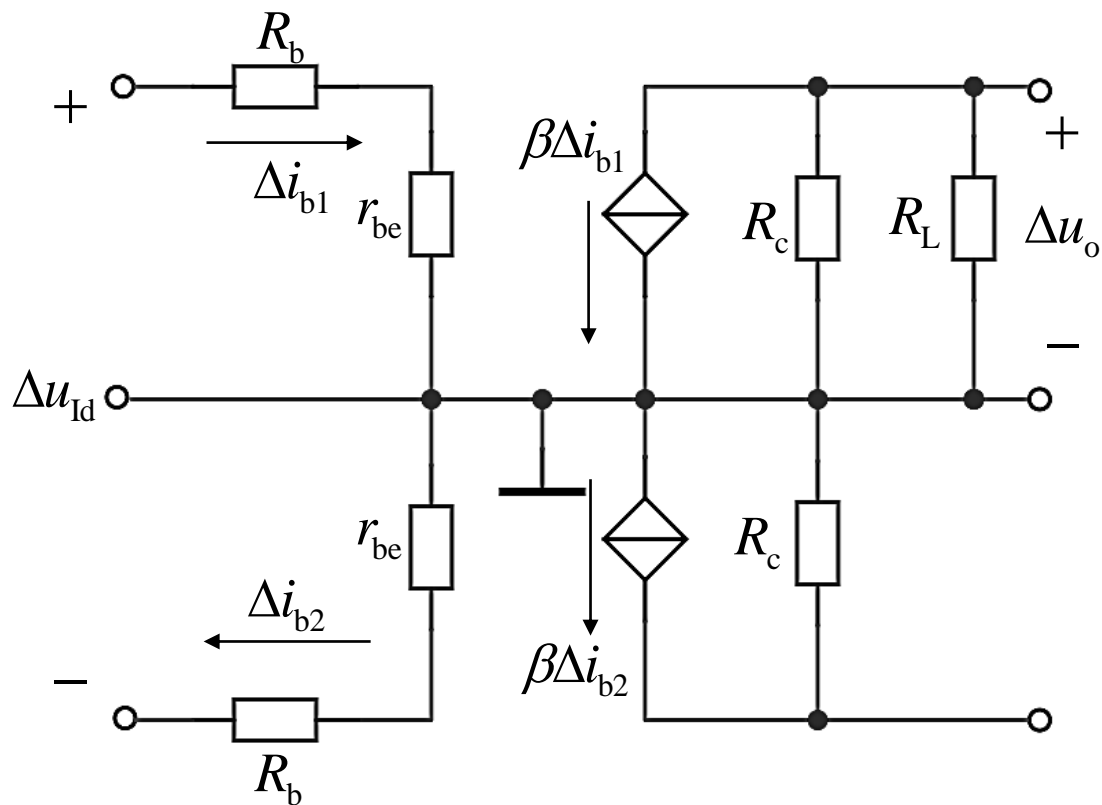 R_b
+
βΔi_b1
+
Δi_b1
r_be
R_c
R_L
Δu_o
−
Δu_Id
r_be
R_c
Δi_b2
−
βΔi_b2
R_b